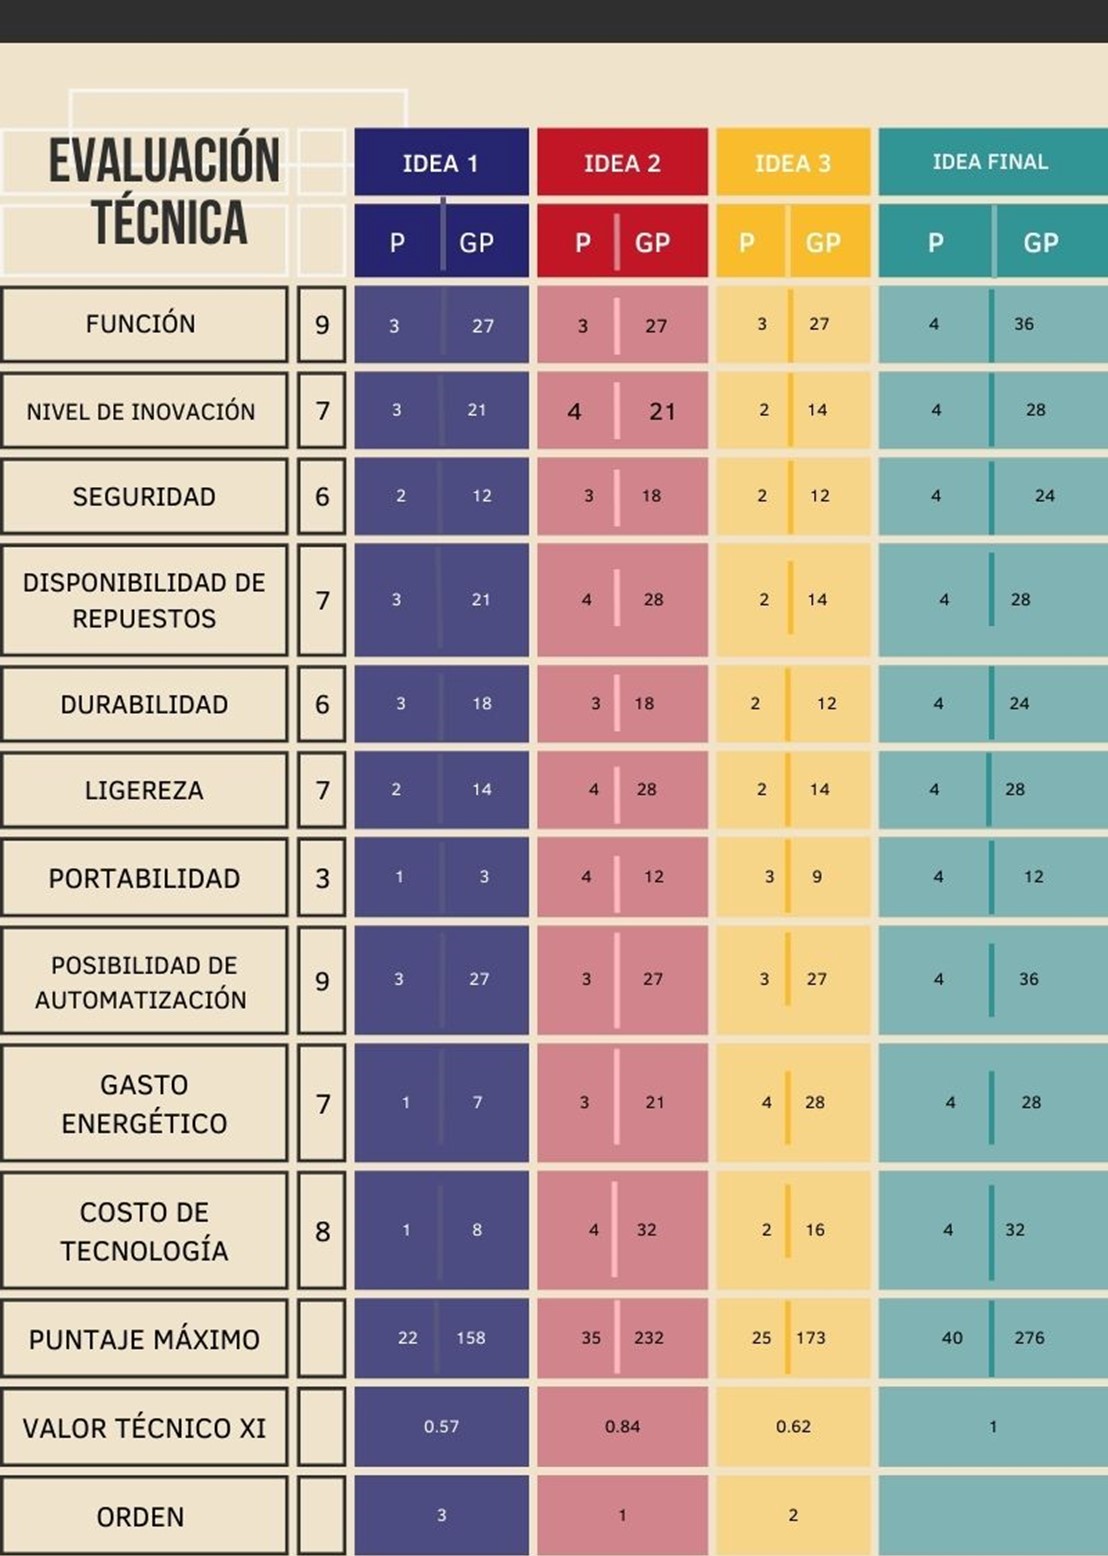 EVALUACIÓN
TÉCNICA
IDEA 1 IDEA 2 IDEA 3 IDEA FINAL
P GP P GP P GP P GP
FUNCIÓN 9 3 27 3 27 3 27 4 36
NIVEL DE INOVACIÓN 7 3 21 4 21 2 14 4 28
SEGURIDAD 6 2 12 3 18 2 12 4 24
DISPONIBILIDAD DE
REPUESTOS 7 3 21 4 28 2 14 4 28
DURABILIDAD 6 3 18 3 18 2 12 4 24
LIGEREZA 7 2 14 4 28 2 14 4 28
PORTABILIDAD 3 1 3 4 12 3 9 4 12
POSIBILIDAD DE
AUTOMATIZACIÓN 9 3 27 3 27 3 27 4 36
GASTO
ENERGÉTICO 7 1 7 3 21 4 28 4 28
COSTO DE
TECNOLOGÍA 8 1 8 4 32 2 16 4 32
PUNTAJE MÁXIMO 22 158 35 232 25 173 40 276
VALOR TÉCNICO XI 0.57 0.84 0.62 1
ORDEN 3 1 2